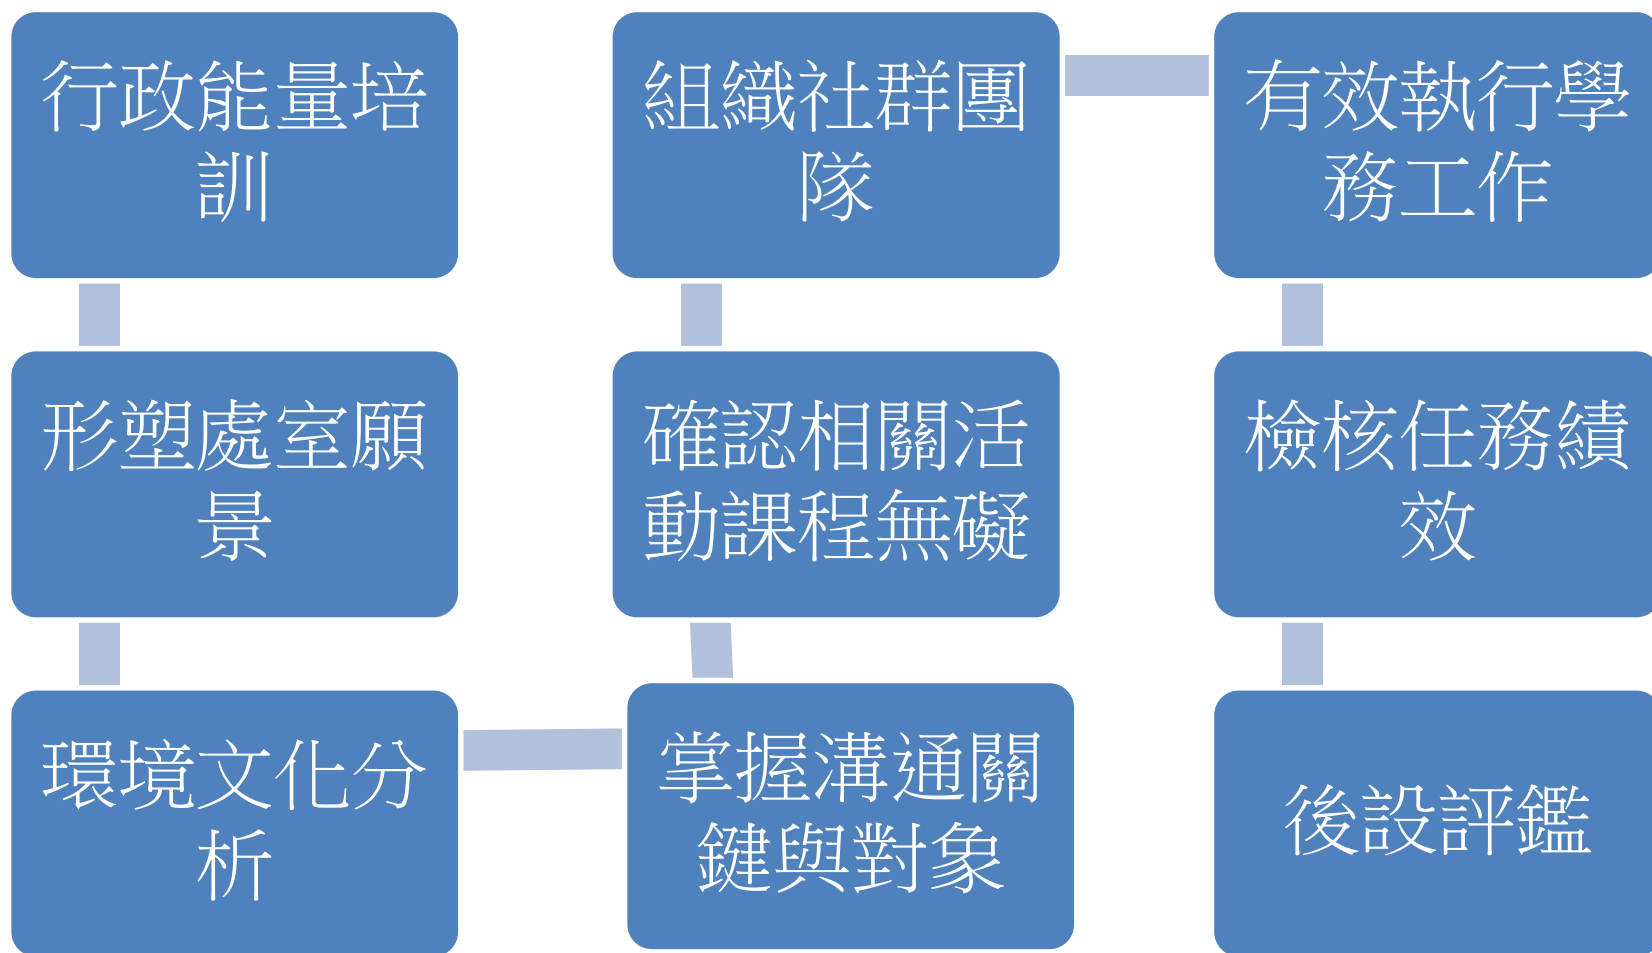 行政能量培
訓
形塑處室願
景
環境文化分
析
掌握溝通關
鍵與對象
確認相關活
動課程無礙
組織社群團
隊
有效執行學
務工作
檢核任務績
效
後設評鑑